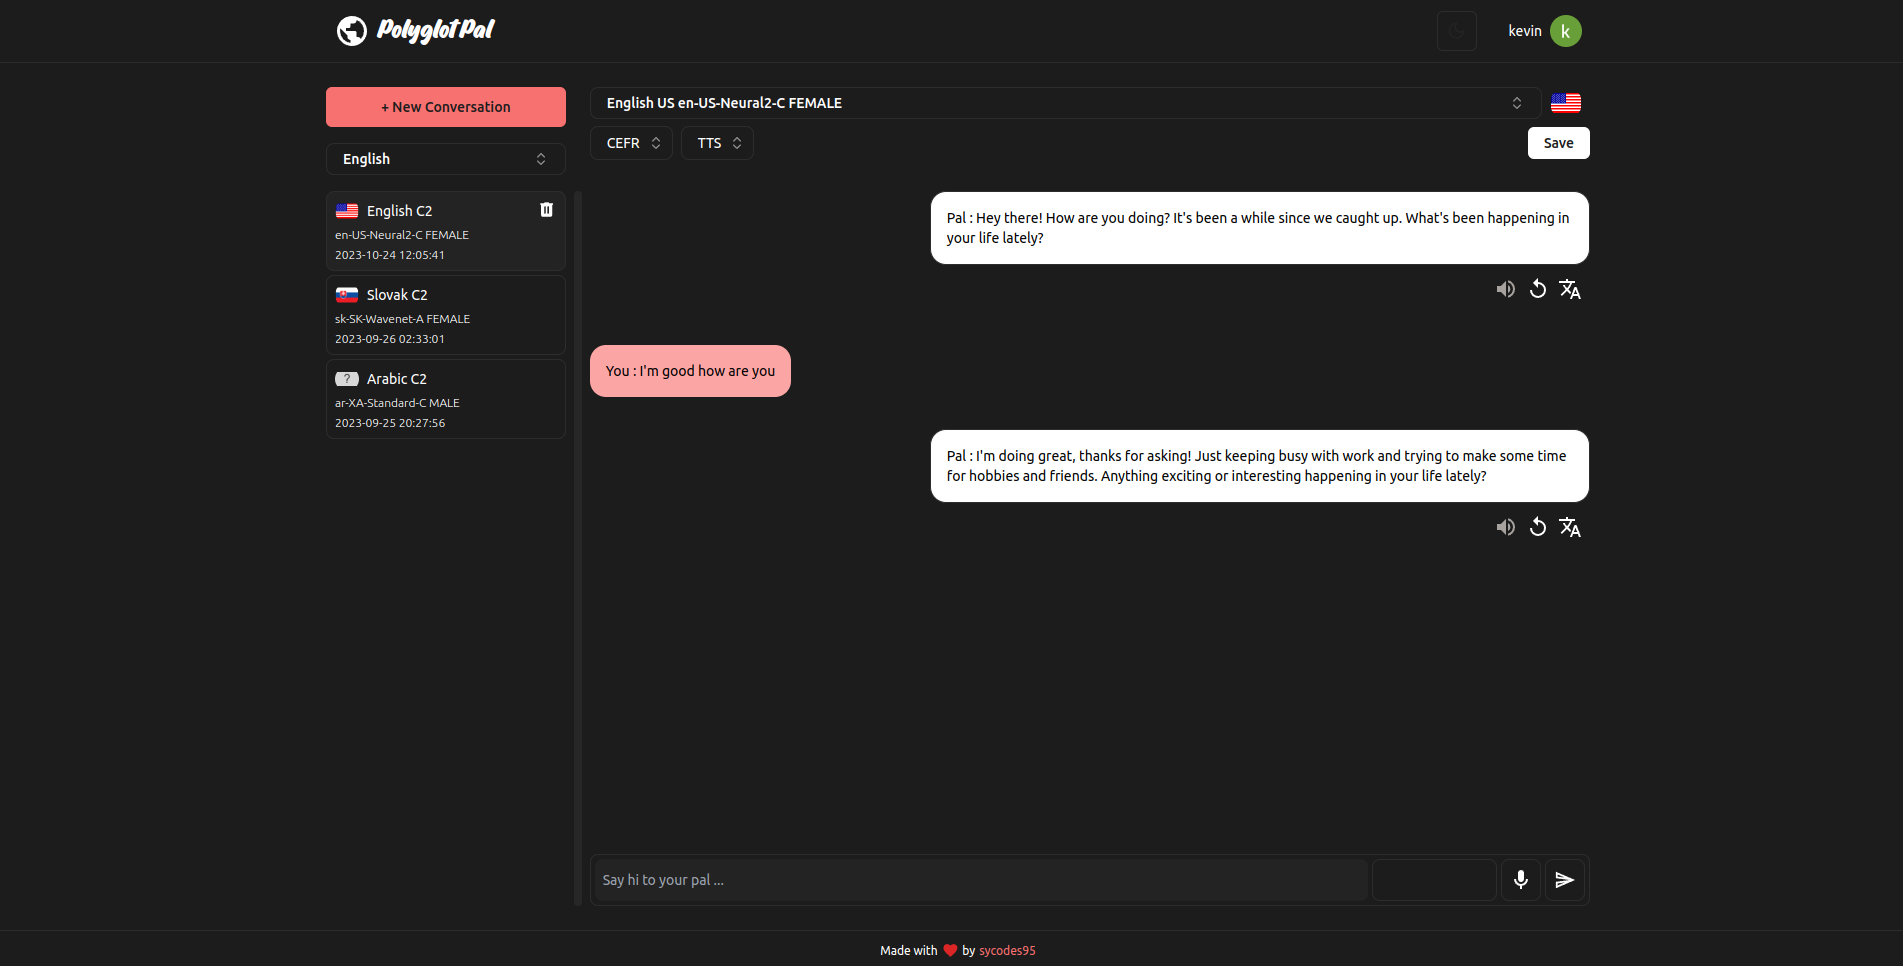 PolyglotPal
kevin
k
+ New Conversation
English
English C2
en-US-Neural2-C FEMALE
2023-10-24 12:05:41
Slovak C2
sk-SK-Wavenet-A FEMALE
2023-09-26 02:33:01
?
Arabic C2
ar-XA-Standard-C MALE
2023-09-25 20:27:56
English US en-US-Neural2-C FEMALE
CEFR
TTS
Save
Pal : Hey there! How are you doing? It's been a while since we caught up. What's been happening in
your life lately?
You : I'm good how are you
Pal : I'm doing great, thanks for asking! Just keeping busy with work and trying to make some time
for hobbies and friends. Anything exciting or interesting happening in your life lately?
Say hi to your pal ...
Made with ❤ by sycodes95